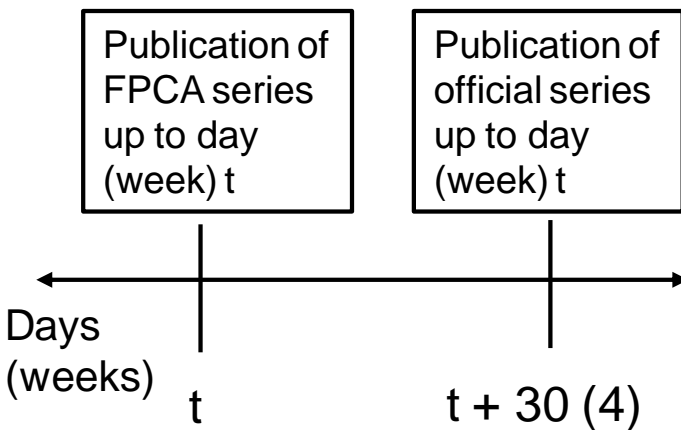 Publication of
FPCA series
up to day
(week) t
Publication of
official series
up to day
(week) t
Days
(weeks)
t
t + 30 (4)